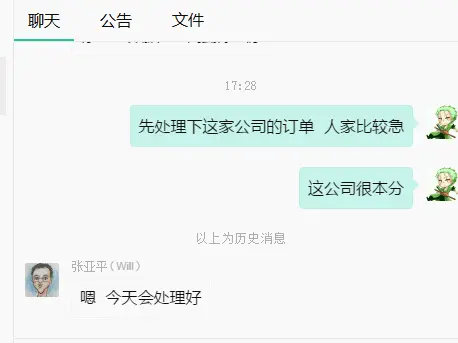 聊天 公告 文件
17:28
先处理下这家公司的订单 人家比较急
这公司很本分
以上为历史消息
张亚平(Will)
嗯 今天会处理好